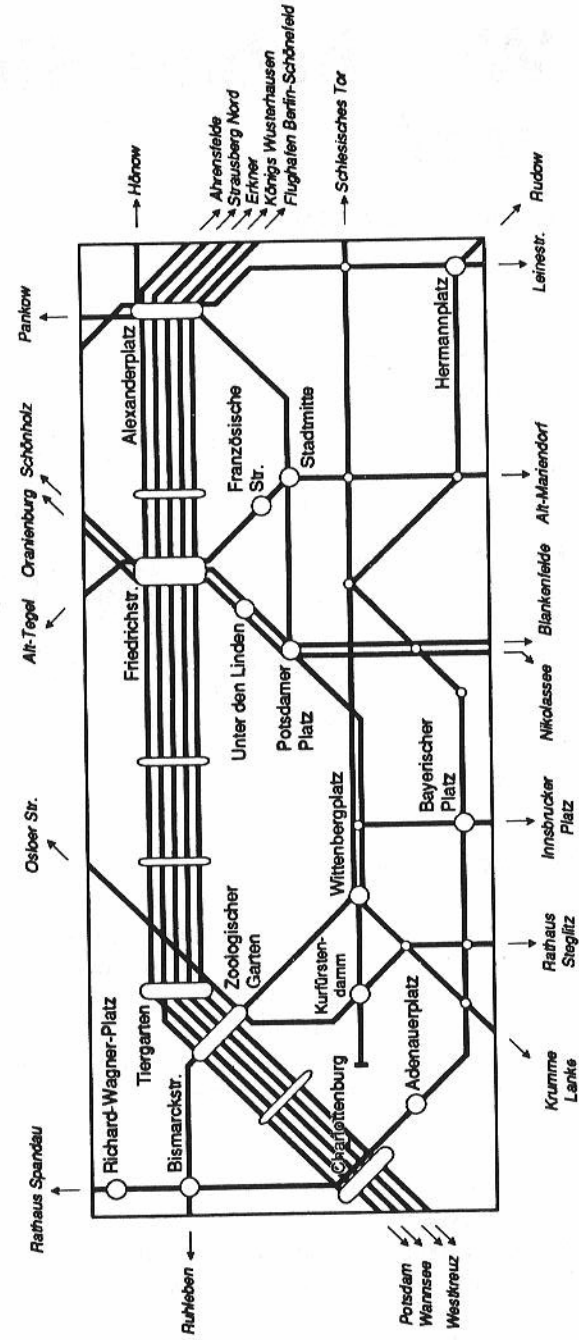 Rathaus Spandau
Osloer Str.
Alt-Tegel
Oranienburg
Schönholz
Pankow
Ruhleben
Hönow
Ahrensfelde
Strausberg Nord
Erkner
Königs Wusterhausen
Flughafen Berlin-Schönefeld
Schlesisches Tor
Richard-Wagner-Platz
Bismarckstr.
Tiergarten
Zoologischer
Garten
Friedrichstr.
Alexanderplatz
Unter den Linden
Französische
Str.
Potsdamer
Platz
Stadtmitte
Wittenbergplatz
Kurfürsten-
damm
Charlottenburg
Adenauerplatz
Bayerischer
Platz
Hermannplatz
Potsdam
Wannsee
Westkreuz
Krumme
Lanke
Rathaus
Steglitz
Innsbrucker
Platz
Nikolassee
Blankenfelde
Alt-Mariendorf
Leinestr.
Rudow